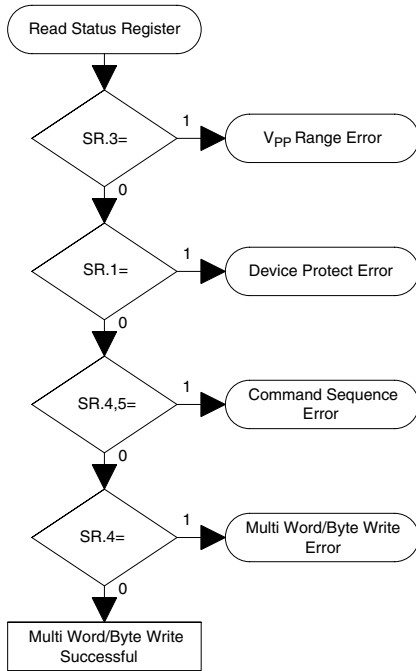 Read Status Register
SR.3=
1
VPP Range Error
0
SR.1=
1
Device Protect Error
0
SR.4,5=
1
Command Sequence
Error
0
SR.4=
1
Multi Word/Byte Write
Error
0
Multi Word/Byte Write
Successful